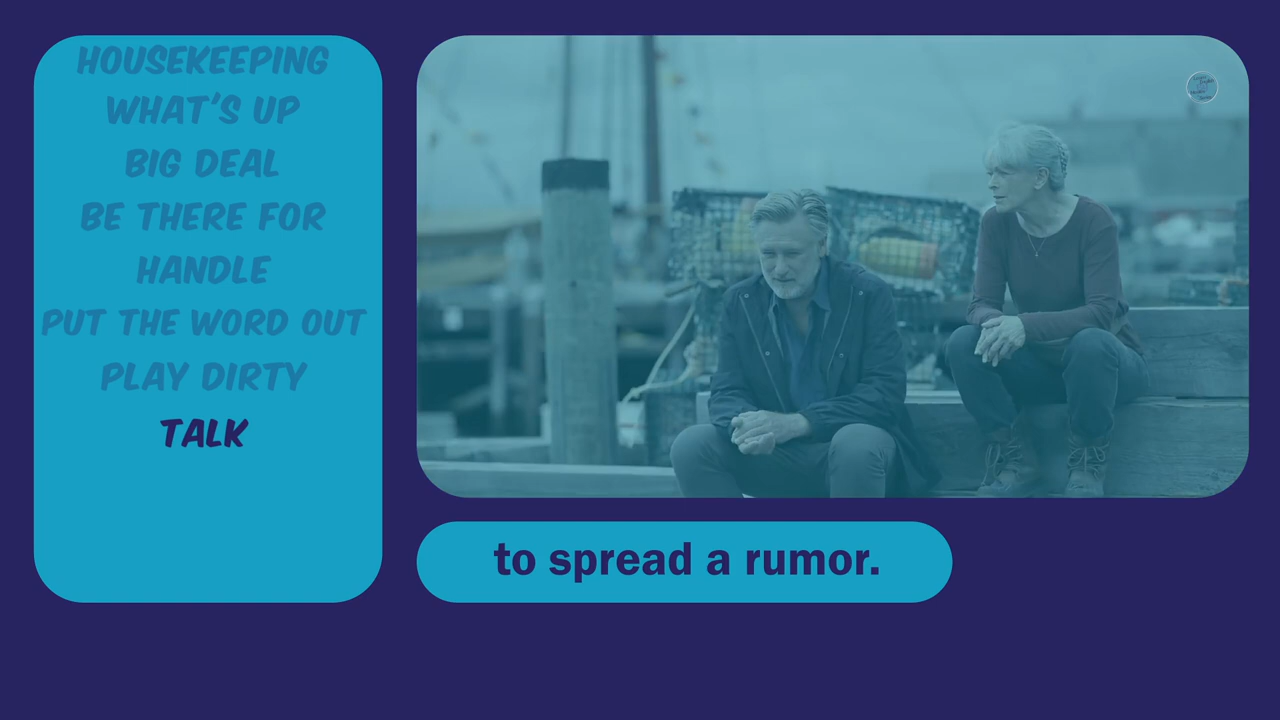 HOUSEKEEPING
WHAT'S UP
BIG DEAL
BE THERE FOR
HANDLE
PUT THE WORD OUT
PLAY DIRTY
TALK
to spread a rumor.